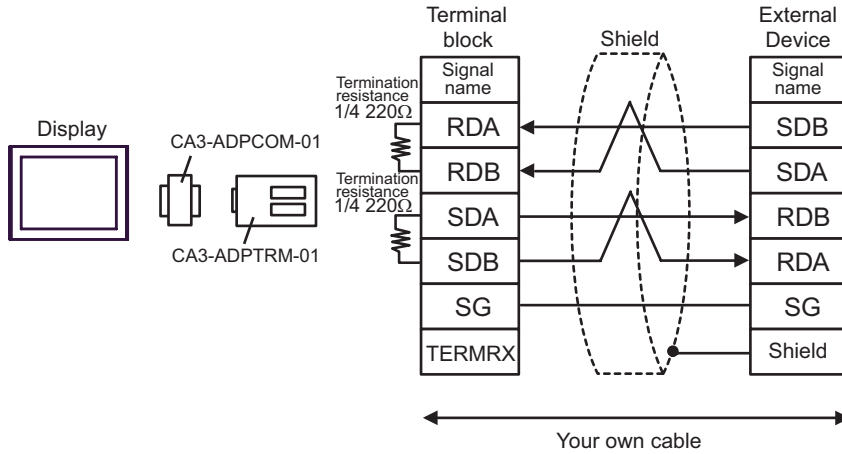 Terminal
block
External
Device
Shield
Signal
name
Signal
name
Termination
resistance
1/4 220Ω
Display
CA3-ADPCOM-01
RDA
SDB
RDB
SDA
Termination
resistance
1/4 220Ω
SDA
RDB
CA3-ADPTRM-01
SDB
RDA
SG
SG
TERMRX
Shield
Your own cable